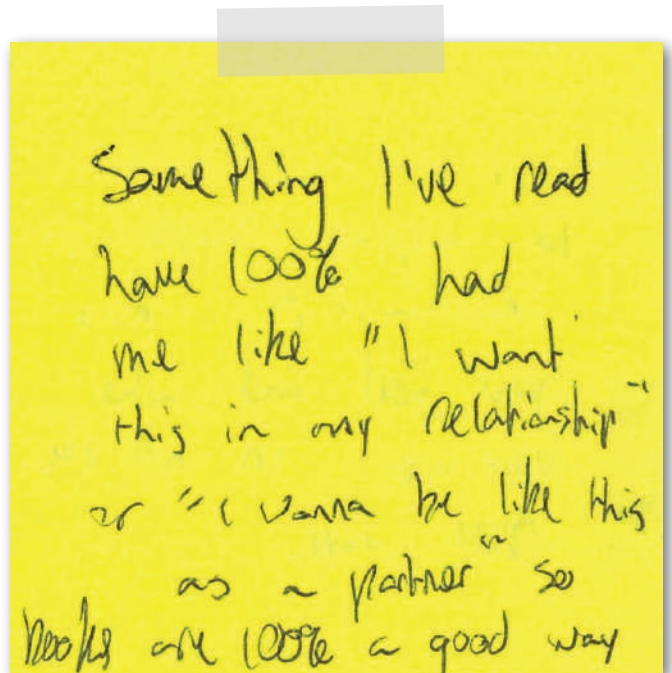 Something I've read
have 100% had
me like "I want
this in my relationship"
or "I wanna be like this
as a partner" so
books are 100% a good way